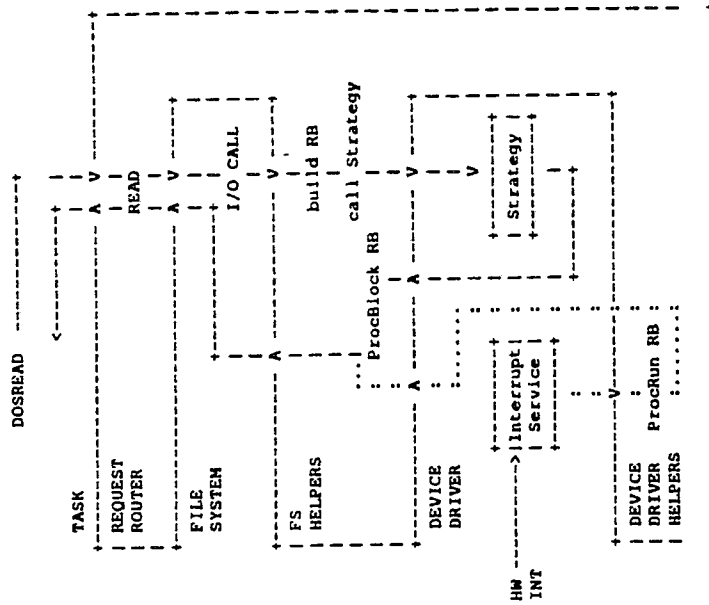 DOSREAD
TASK
REQUEST
ROUTER
READ
FILE
SYSTEM
I/O CALL
FS
HELPERS
build RB
call Strategy
ProcBlock RB
DEVICE
DRIVER
HW
INT
Interrupt
Service
Strategy
DEVICE
DRIVER
HELPERS
ProcRun RB